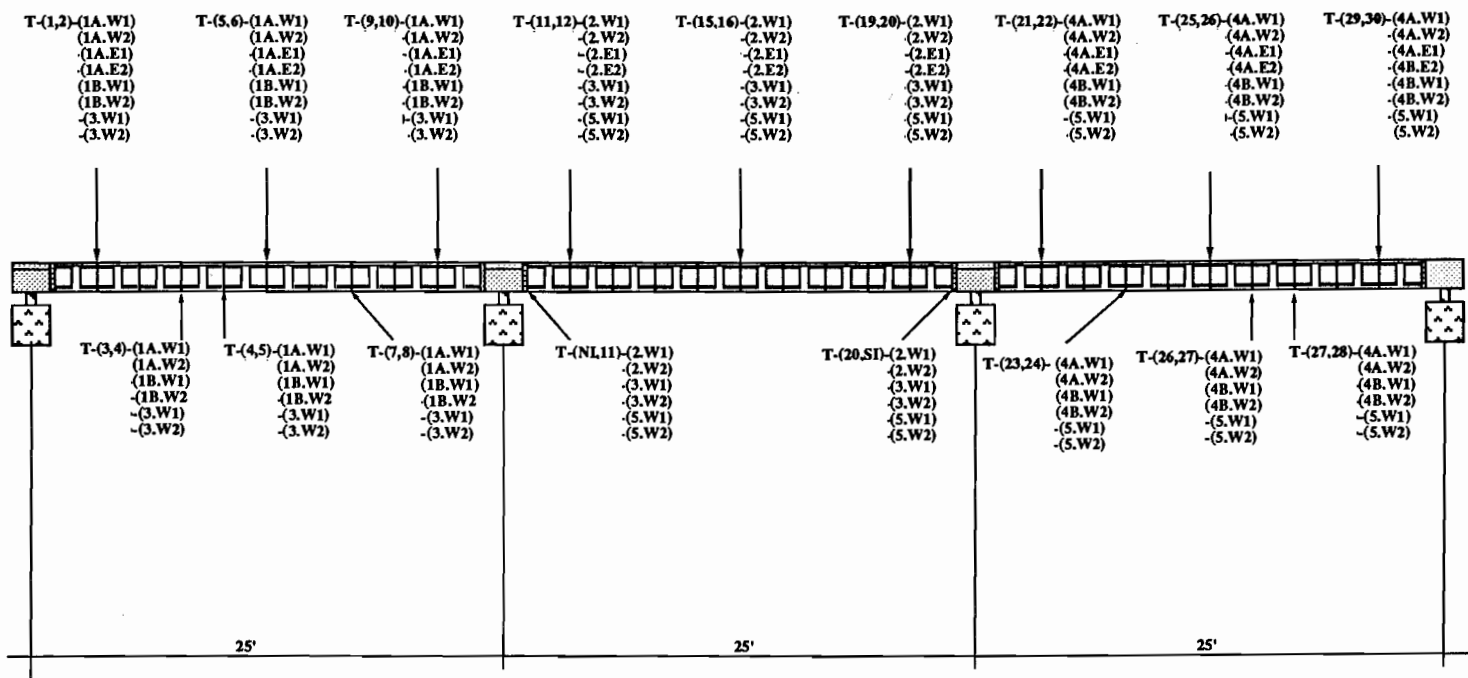 T-(1,2)-(1A.W1)
(1A.W2)
.(1A.E1)
.(1A.E2)
(1B.W1)
(1B.W2)
-(3.W1)
-(3.W2)
T-(5,6)-(1A.W1)
(1A.W2)
(1A.E1)
-(1A.E2)
(1B.W1)
(1B.W2)
-(3.W1)
-(3.W2)
T-(9,10)-(1A.W1)
(1A.W2)
.(1A.E1)
.(1A.E2)
-(1B.W1)
(1B.W2)
-(3.W1)
-(3.W2)
T-(11,12)-(2.W1)
-(2.W2)
-(2.E1)
-(2.E2)
-(3.W1)
-(3.W2)
-(5.W1)
-(5.W2)
T-(15,16)-(2.W1)
-(2.W2)
-(2.E1)
-(2.E2)
-(3.W1)
-(3.W2)
-(5.W1)
-(5.W2)
T-(19,20)-(2.W1)
(2.W2)
-(2.E1)
-(2.E2)
(3.W1)
(3.W2)
-(5.W1)
-(5.W2)
T-(21,22)-(4A.W1)
(4A.W2)
(4A.E1)
-(4A.E2)
(4B.W1)
(4B.W2)
-(5.W1)
(5.W2)
T-(25,26)-(4A.W1)
(4A.W2)
-(4A.E1)
-(4A.E2)
-(4B.W1)
-(4B.W2)
-(5.W1)
-(5.W2)
T-(29,30)-(4A.W1)
-(4A.W2)
-(4A.E1)
-(4B.E2)
-(4B.W1)
-(4B.W2)
-(5.W1)
(5.W2)
T-(3,4)-(1A.W1)
(1A.W2)
(1B.W1)
-(1B.W2
-(3.W1)
-(3.W2)
T-(4,5)-(1A.W1)
(1A.W2)
(1B.W1)
(1B.W2
-(3.W1)
-(3.W2)
T-(7,8)-(1A.W1)
(1A.W2)
(1B.W1)
(1B.W2
-(3.W1)
-(3.W2)
T-(NI,11)-(2.W1)
.(2.W2)
.(3.W1)
.(3.W2)
-(5.W1)
-(5.W2)
T-(20,SI)-(2.W1)
(2.W2)
.(3.W1)
.(3.W2)
(5.W1)
-(5.W2)
T-(23,24)- (4A.W1)
(4A.W2)
(4B.W1)
(4B.W2)
-(5.W1)
-(5.W2)
T-(26,27)-(4A.W1)
(4A.W2)
(4B.W1)
(4B.W2)
-(5.W1)
-(5.W2)
T-(27,28)-(4A.W1)
(4A.W2)
(4B.W1)
(4B.W2)
-(5.W1)
-(5.W2)
25'
25'
25'